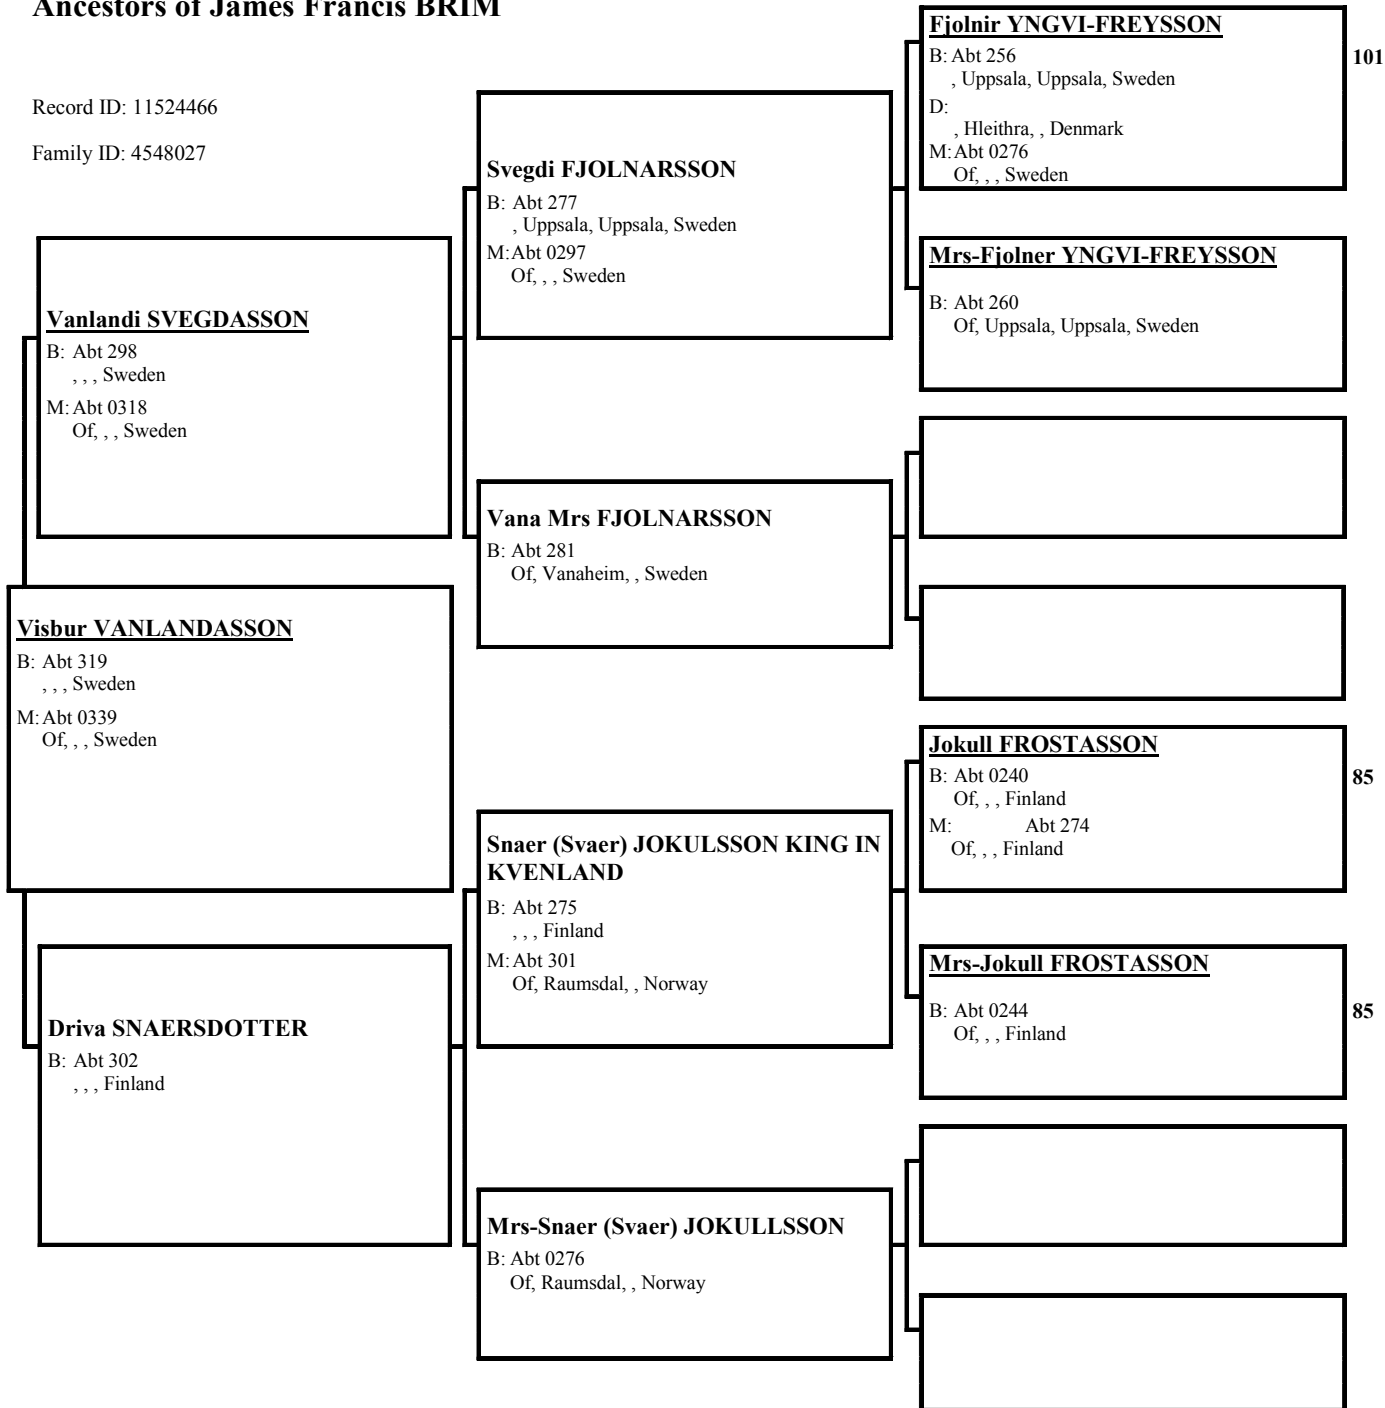 Ancestors of James Francis BRIM
Record ID: 11524466
Family ID: 4548027
Fjolnir YNGVI-FREYSSON
B: Abt 256
, Uppsala, Uppsala, Sweden
D:
, Hleithra, , Denmark
M: Abt 0276
Of, , , Sweden
101
Svegdi FJOLNARSSON
B: Abt 277
, Uppsala, Uppsala, Sweden
M: Abt 0297
Of, , , Sweden
Mrs-Fjolner YNGVI-FREYSSON
B: Abt 260
Of, Uppsala, Uppsala, Sweden
Vanlandi SVEGDASSON
B: Abt 298
, , , Sweden
M: Abt 0318
Of, , , Sweden
Vana Mrs FJOLNARSSON
B: Abt 281
Of, Vanaheim, , Sweden
Visbur VANLANDASSON
B: Abt 319
, , , Sweden
M: Abt 0339
Of, , , Sweden
Jokull FROSTASSON
B: Abt 0240
Of, , , Finland
M: Abt 274
Of, , , Finland
85
Snaer (Svaer) JOKULSSON KING IN
KVENLAND
B: Abt 275
, , , Finland
M: Abt 301
Of, Raumsdal, , Norway
Mrs-Jokull FROSTASSON
B: Abt 0244
Of, , , Finland
85
Driva SNAERSDOTTER
B: Abt 302
, , , Finland
Mrs-Snaer (Svaer) JOKULLSSON
B: Abt 0276
Of, Raumsdal, , Norway